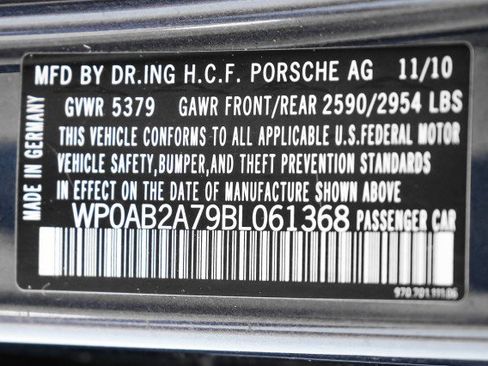 MFD BY DR.ING H.C.F. PORSCHE AG 11/10
GVWR 5379 GAWR FRONT/REAR 2590/2954 LBS
THIS VEHICLE CONFORMS TO ALL APPLICABLE U.S.FEDERAL MOTOR
VEHICLE SAFETY,BUMPER,AND THEFT PREVENTION STANDARDS
IN EFFECT ON THE DATE OF MANUFACTURE SHOWN ABOVE
WP0AB2A79BL061368 PASSENGER CAR
MADE IN GERMANY